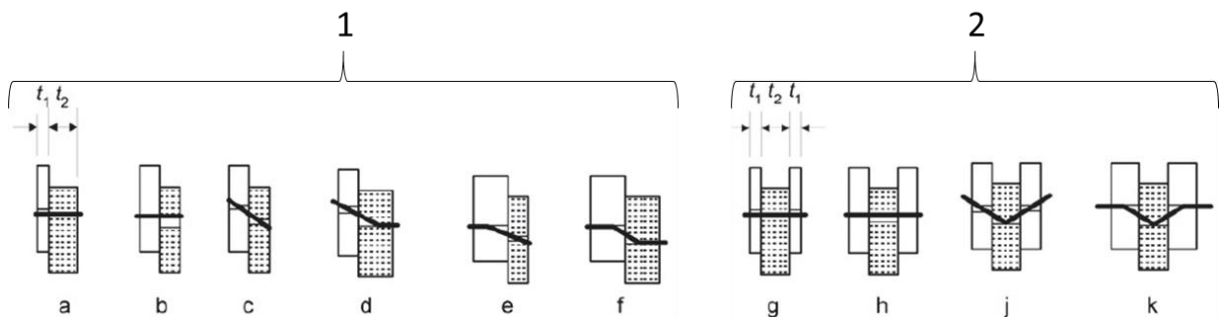 1 2
t₁ t₂ t₁ t₂ t₁
a b c d e f g h j k